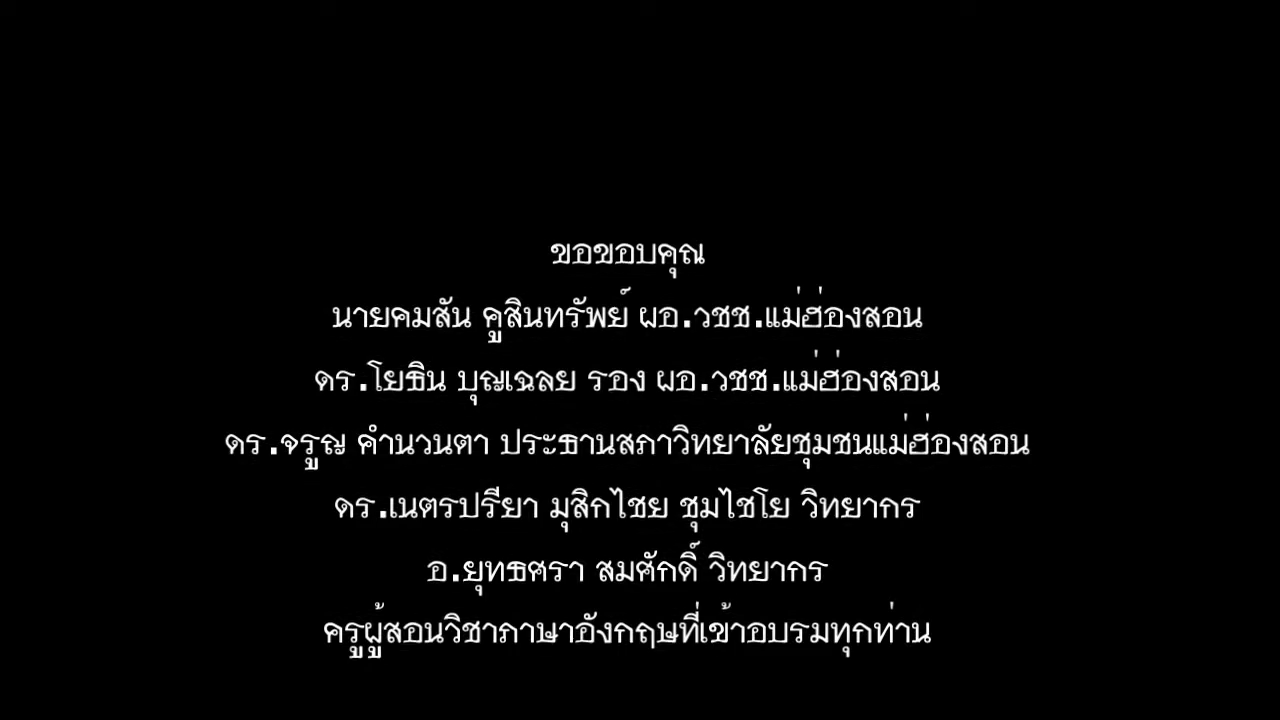 ขอขอบคุณ
นายคมสัน คูสินทรัพย์ ผอ.วชช.แม่ฮ่องสอน
ดร.โยธิน บุญเฉลย รอง ผอ.วชช.แม่ฮ่องสอน
ดร.จรูญ คำนวนตา ประธานสภาวิทยาลัยชุมชนแม่ฮ่องสอน
ดร.เนตรปรียา มุสิกไชย ชุมไชโย วิทยากร
อ.ยุทธศรา สมศักดิ์ วิทยากร
ครูผู้สอนวิชาภาษาอังกฤษที่เข้าอบรมทุกท่าน